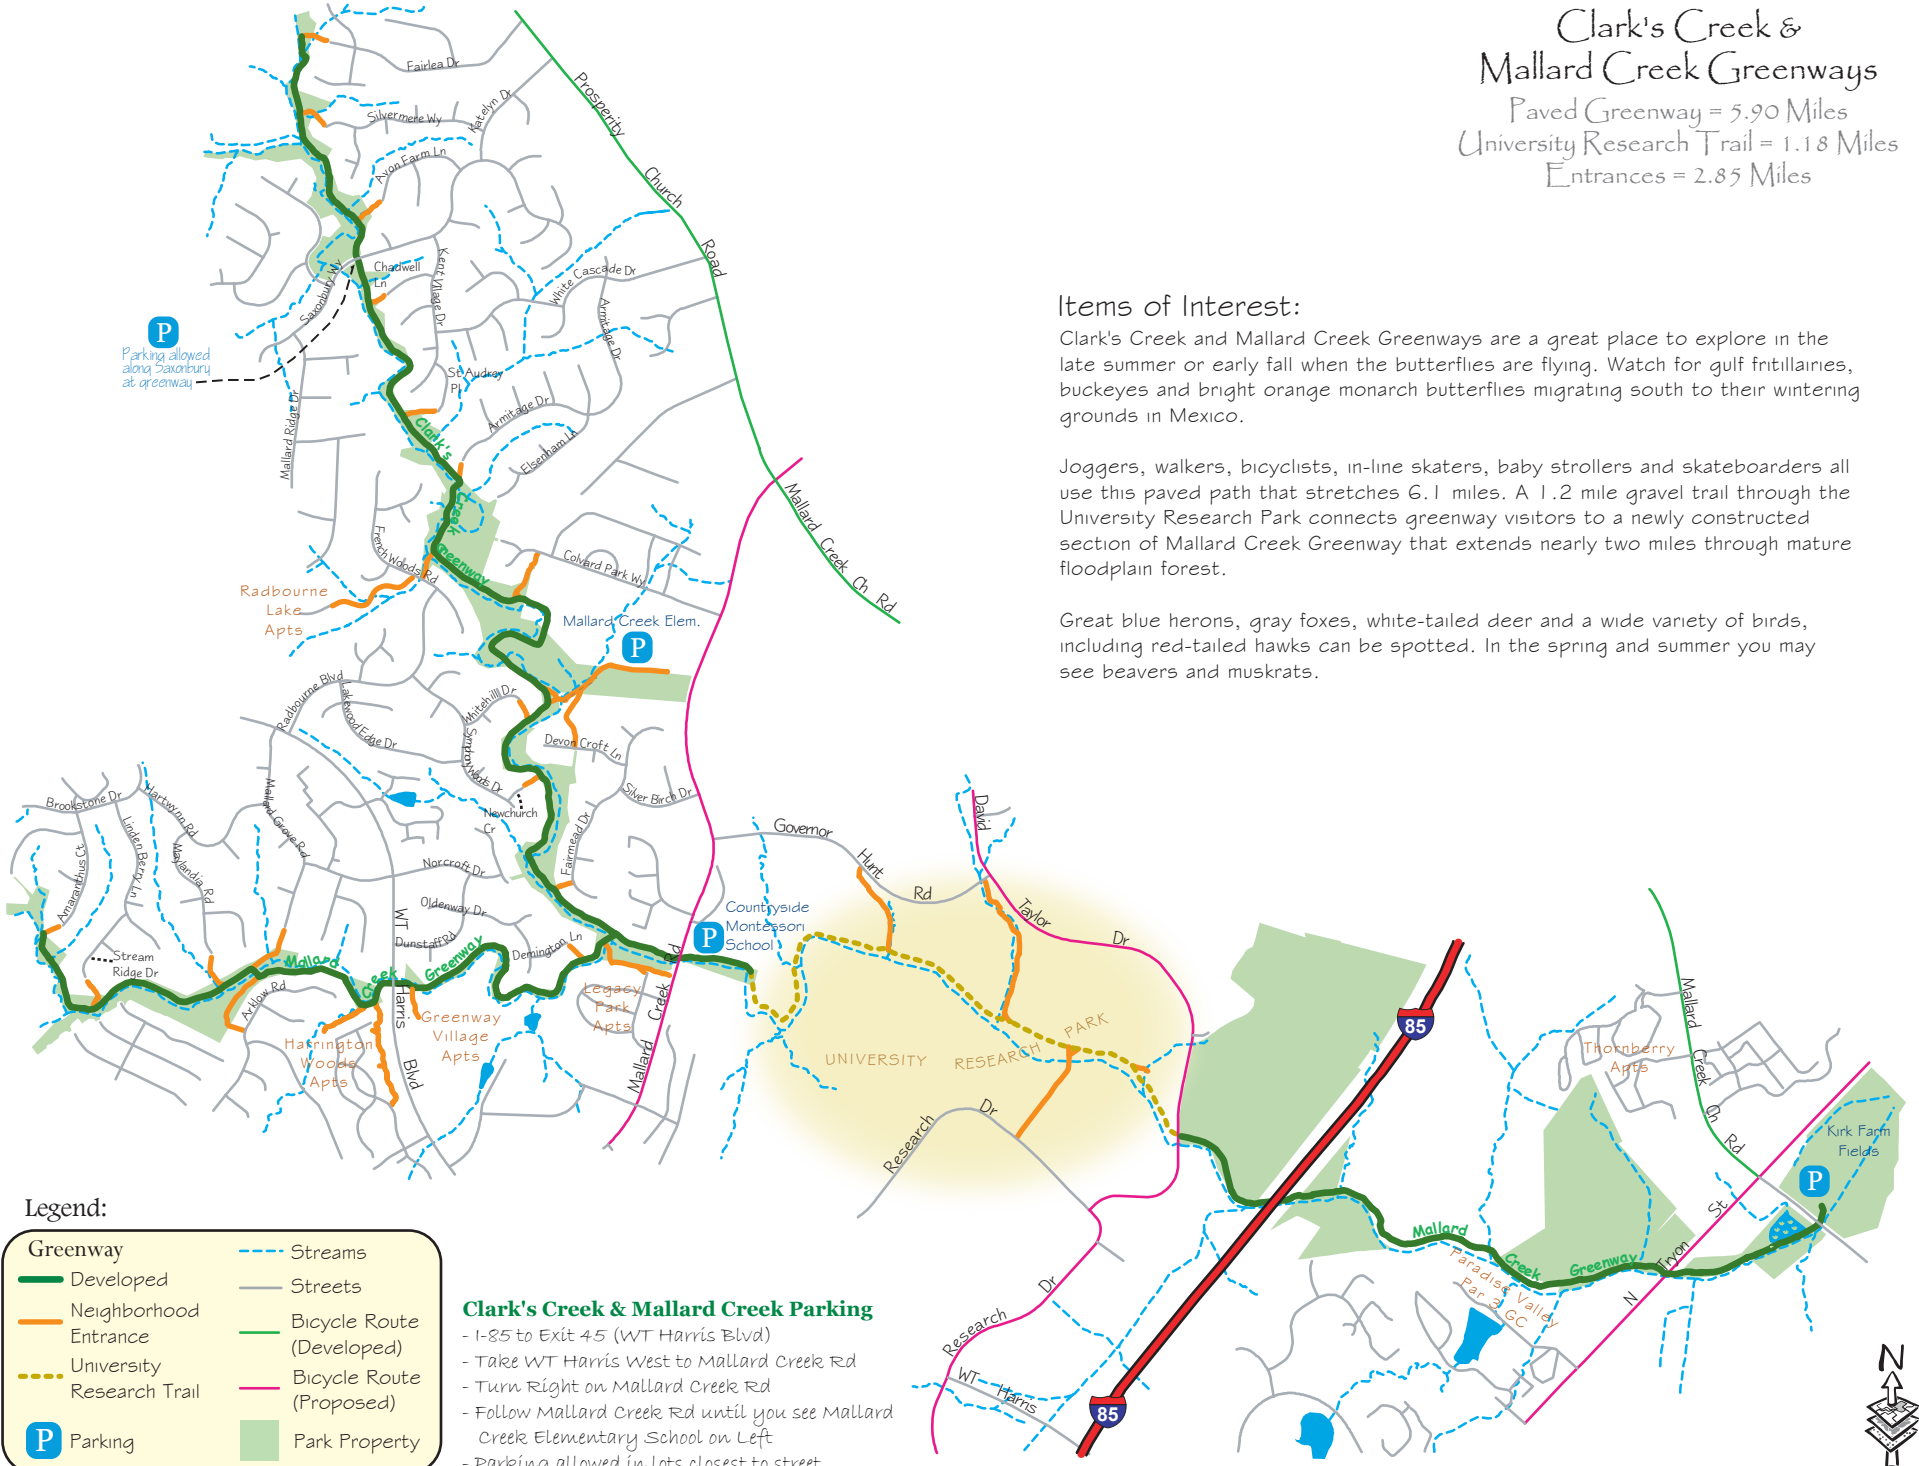 Clark's Creek &
Mallard Creek Greenways
Paved Greenway = 5.90 Miles
University Research Trail = 1.18 Miles
Entrances = 2.85 Miles
Items of Interest:
Clark's Creek and Mallard Creek Greenways are a great place to explore in the
late summer or early fall when the butterflies are flying. Watch for gulf fritillairies,
buckeyes and bright orange monarch butterflies migrating south to their wintering
grounds in Mexico.
Joggers, walkers, bicyclists, in-line skaters, baby strollers and skateboarders all
use this paved path that stretches 6.1 miles. A 1.2 mile gravel trail through the
University Research Park connects greenway visitors to a newly constructed
section of Mallard Creek Greenway that extends nearly two miles through mature
floodplain forest.
Great blue herons, gray foxes, white-tailed deer and a wide variety of birds,
including red-tailed hawks can be spotted. In the spring and summer you may
see beavers and muskrats.
Fairlea Dr
Silvermere Wy
Katelyn Dr
Avon Farm Ln
Prosperity Church Road
Saxonbury Wy
Chadwell
Ln
Kent Village Dr
White Cascade Dr
Armitage Dr
P
Parking allowed
along Saxonbury
at greenway
Mallard Ridge Dr
St Audrey
Pl
Armitage Dr
Elsenham Ln
Clark's Creek Greenway
Mallard Creek Ch Rd
French Woods Rd
Colvard Park Wy
Radbourne
Lake
Apts
Mallard Creek Elem.
P
Radbourne Blvd
Lakewood Edge Dr
Whitehill Dr
Symphony Woods Dr
Devon Croft Ln
Silver Birch Dr
Newchurch
Cr
Fairmead Dr
Mallard Grove Rd
Brookstone Dr
Hartwynn Rd
Linden Berry Ln
Maylandia Rd
Amaranthus Ct
Norcroft Dr
Oldenway Dr
Dunstaff Rd
Demington Ln
WT Harris Blvd
Stream
Ridge Dr
Arklow Rd
Mallard Creek Greenway
Harrington
Woods
Apts
Greenway
Village
Apts
Legacy
Park
Apts
Mallard Creek Rd
P
Countryside
Montessori
School
Governor Hunt Rd
David Taylor Dr
UNIVERSITY RESEARCH PARK
Research Dr
85
Mallard Creek Ch Rd
Thornberry
Apts
Kirk Farm
Fields
P
Mallard Creek Greenway
Paradise Valley
Par 3 GC
N Tryon St
Research Dr
WT Harris
85
N
Legend:
Greenway
Developed
Neighborhood
Entrance
University
Research Trail
P Parking
Streams
Streets
Bicycle Route
(Developed)
Bicycle Route
(Proposed)
Park Property
Clark's Creek & Mallard Creek Parking
- I-85 to Exit 45 (WT Harris Blvd)
- Take WT Harris West to Mallard Creek Rd
- Turn Right on Mallard Creek Rd
- Follow Mallard Creek Rd until you see Mallard
Creek Elementary School on Left
- Parking allowed in lots closest to street